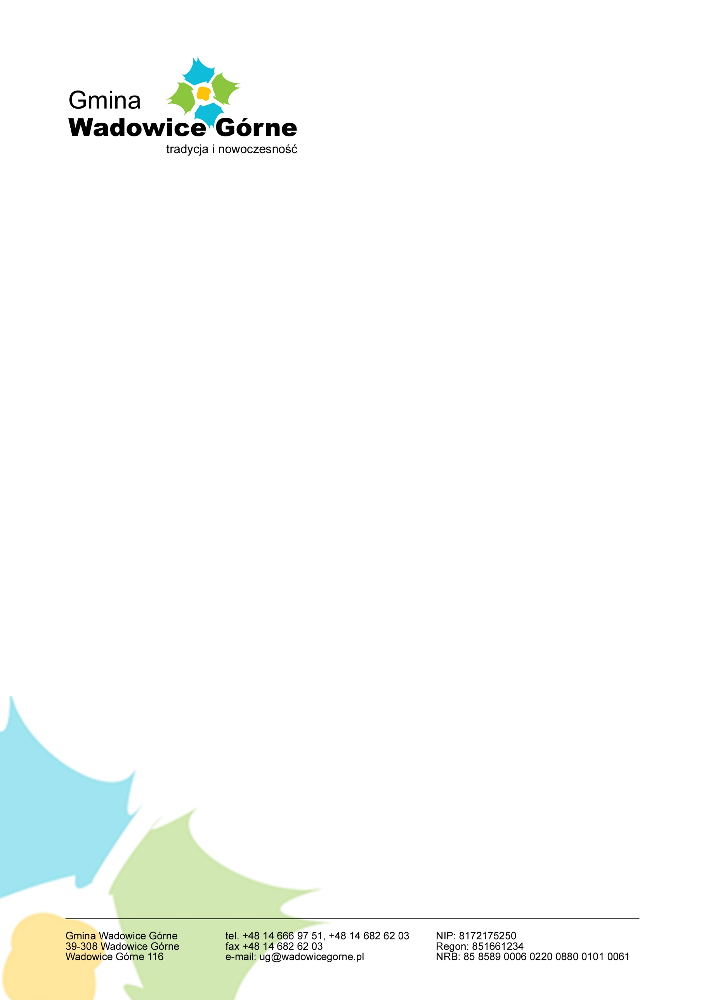 Gmina
Wadowice Górne
tradycja i nowoczesność
Gmina Wadowice Górne
39-308 Wadowice Górne
Wadowice Górne 116
tel. +48 14 666 97 51, +48 14 682 62 03
fax +48 14 682 62 03
e-mail: ug@wadowicegorne.pl
NIP: 8172175250
Regon: 851661234
NRB: 85 8589 0006 0220 0880 0101 0061